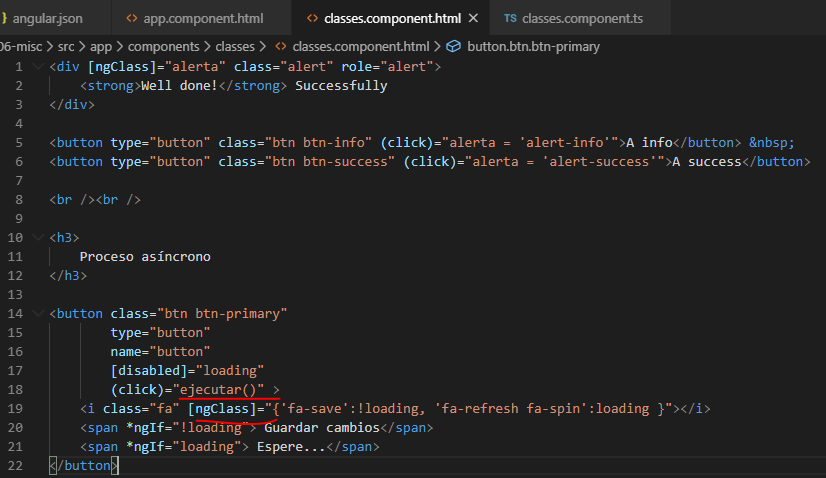 angular.json
<> app.component.html
<> classes.component.html ×
TS classes.component.ts
06-misc > src > app > components > classes > <> classes.component.html > button.btn.btn-primary
1 <div [ngClass]="alerta" class="alert" role="alert">
2 <strong>Well done!</strong> Successfully
3 </div>
4
5 <button type="button" class="btn btn-info" (click)="alerta = 'alert-info'">A info</button> &nbsp;
6 <button type="button" class="btn btn-success" (click)="alerta = 'alert-success'">A success</button>
7
8 <br /><br />
9
10 <h3>
11 Proceso asíncrono
12 </h3>
13
14 <button class="btn btn-primary"
15 type="button"
16 name="button"
17 [disabled]="loading"
18 (click)="ejecutar()" >
19 <i class="fa" [ngClass]="{'fa-save':!loading, 'fa-refresh fa-spin':loading }"></i>
20 <span *ngIf="!loading"> Guardar cambios</span>
21 <span *ngIf="loading"> Espere...</span>
22 </button>